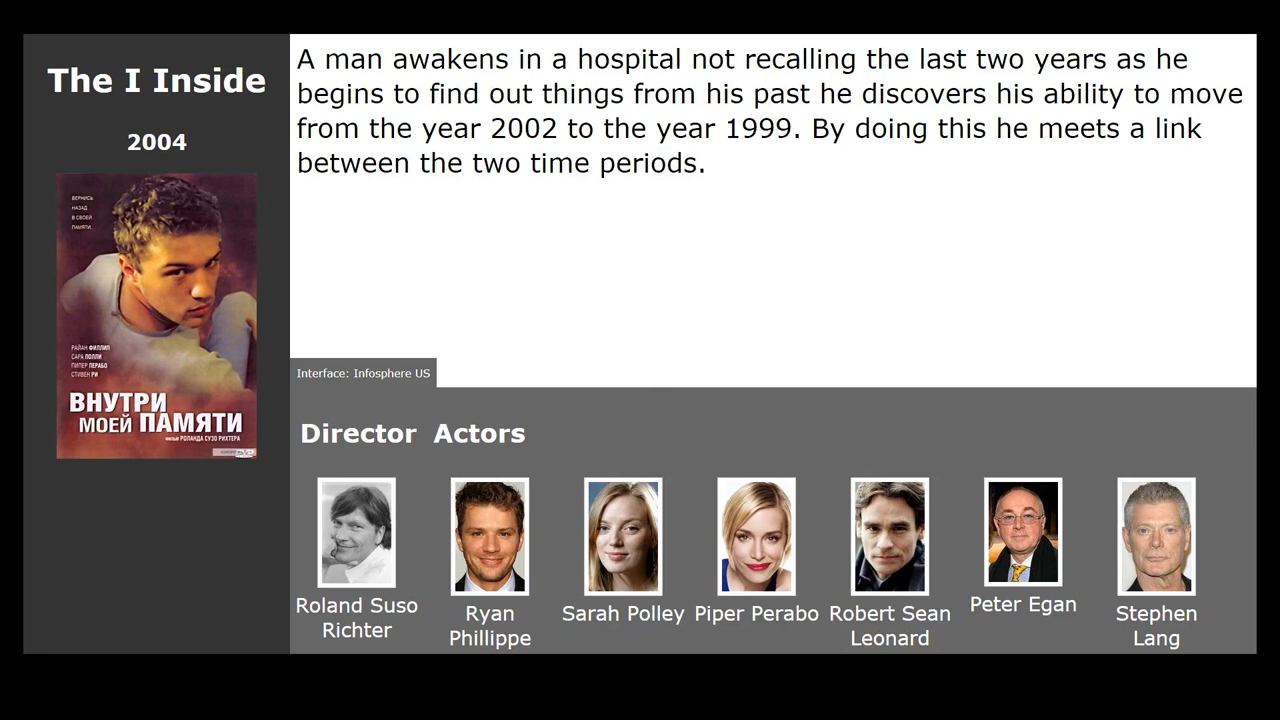 The I Inside
2004
ВЕРНИСЬ
НАЗАД
В СВОЕЙ
ПАМЯТИ.
РАЙАН ФИЛЛИП
САРА ПОЛЛИ
ПИПЕР ПЕРАБО
СТИВЕН РИ
ВНУТРИ
МОЕЙ ПАМЯТИ
ФИЛЬМ РОЛАНДА СУЗО РИХТЕРА
A man awakens in a hospital not recalling the last two years as he
begins to find out things from his past he discovers his ability to move
from the year 2002 to the year 1999. By doing this he meets a link
between the two time periods.
Interface: Infosphere US
Director Actors
Roland Suso
Richter
Ryan
Phillippe
Sarah Polley
Piper Perabo
Robert Sean
Leonard
Peter Egan
Stephen
Lang